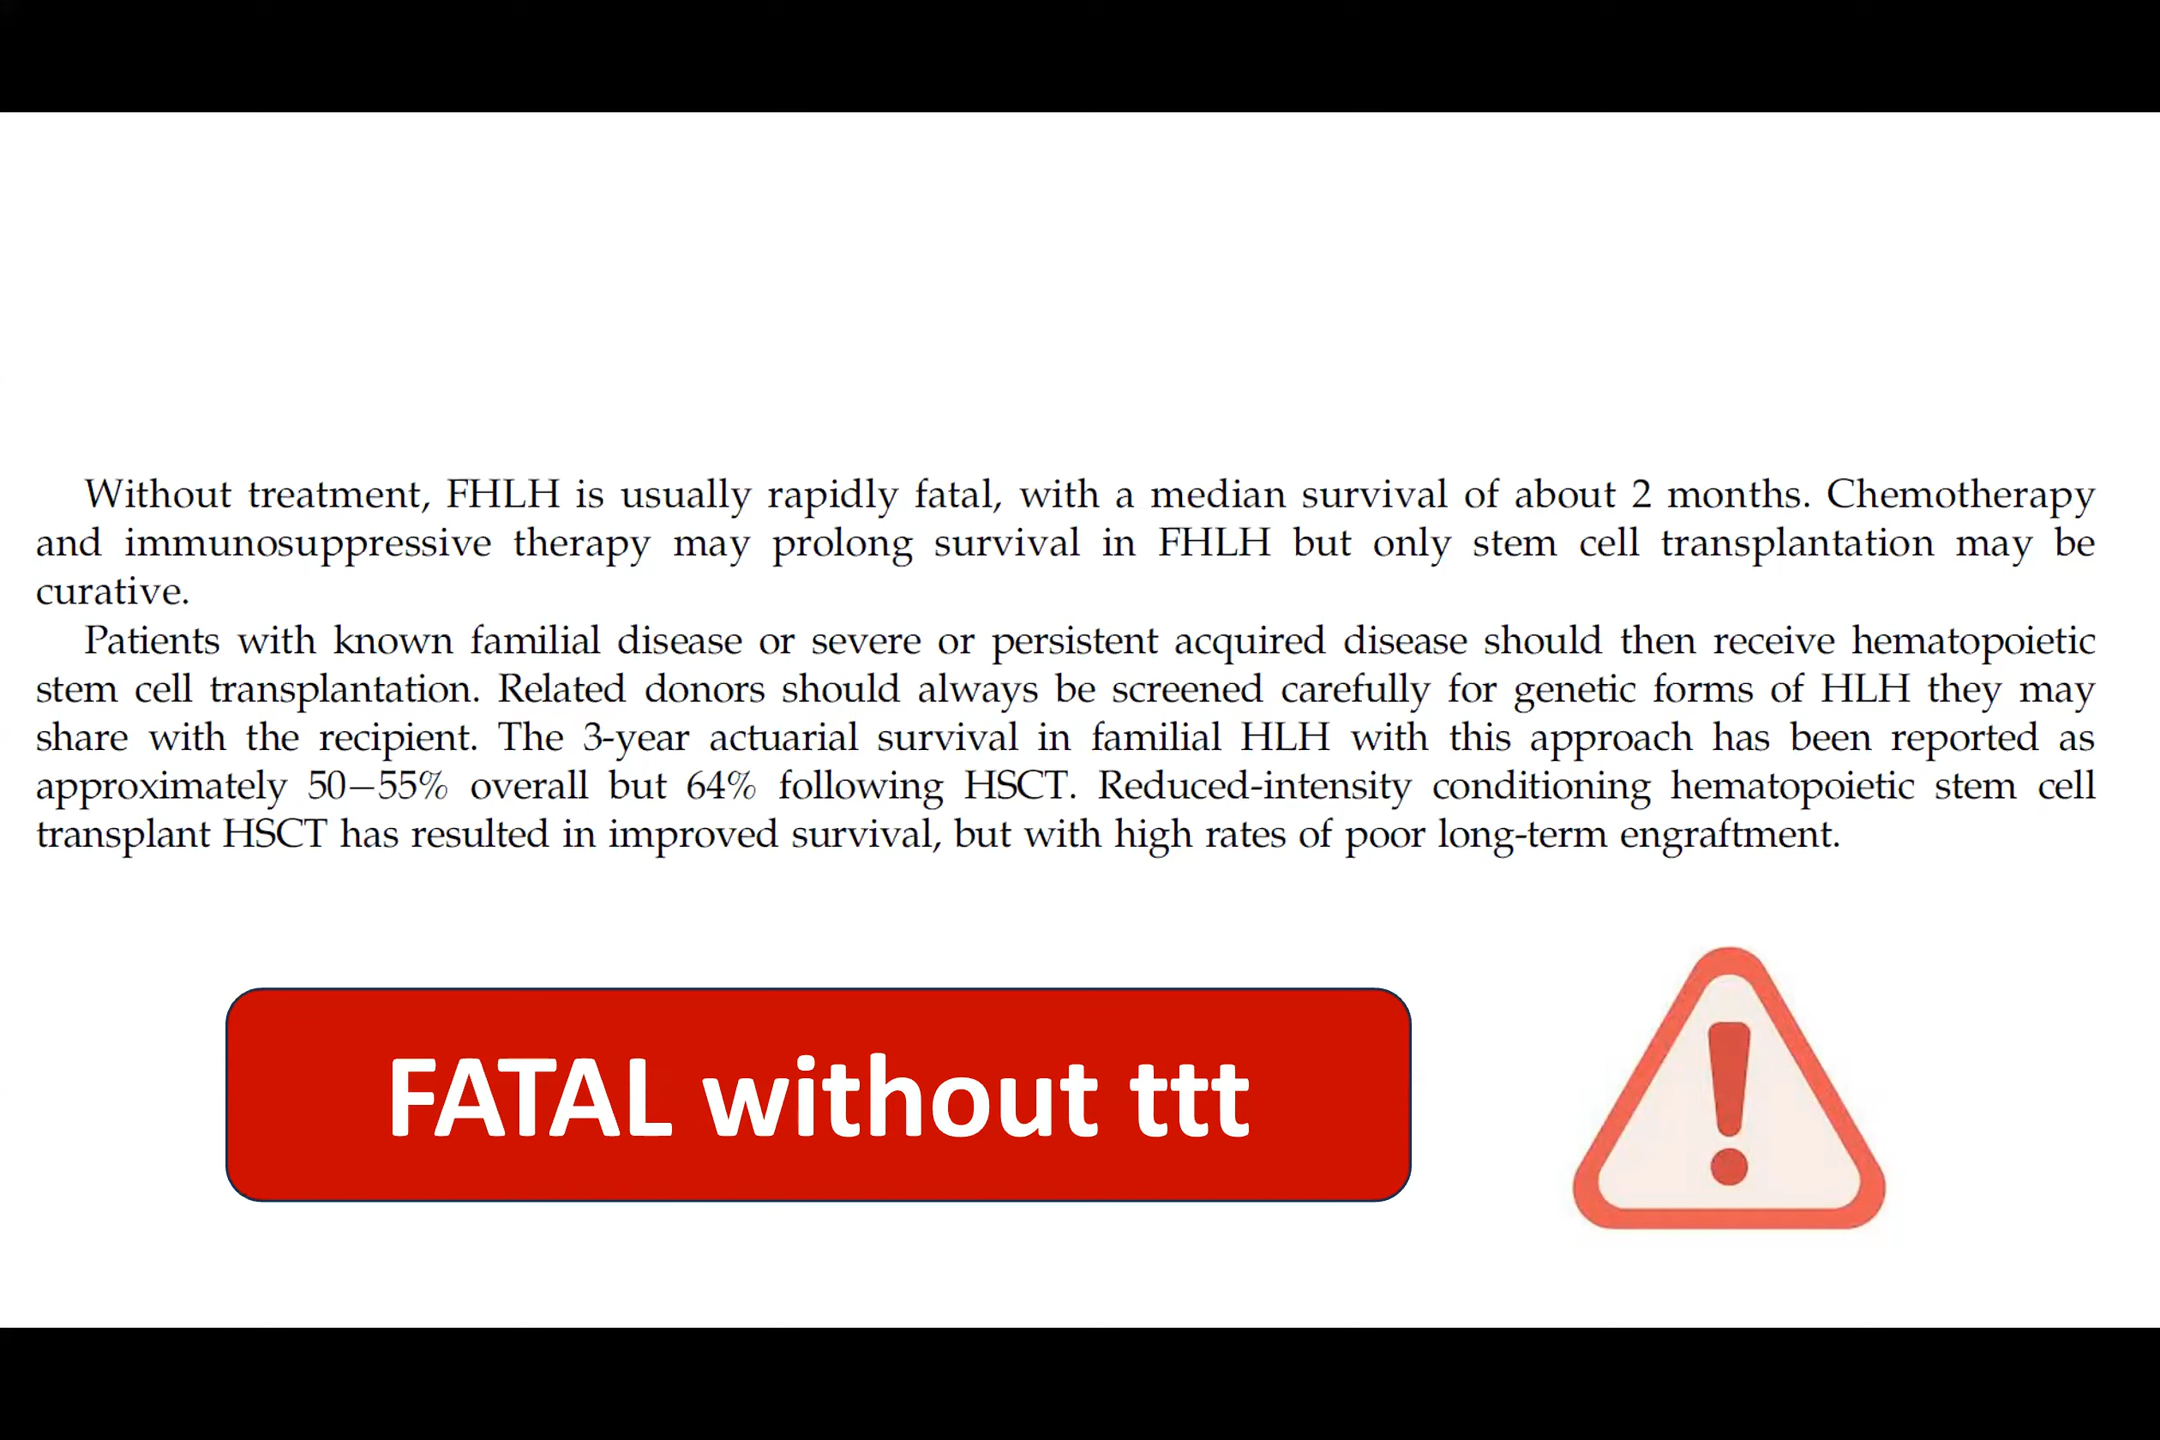 Without treatment, FHLH is usually rapidly fatal, with a median survival of about 2 months. Chemotherapy
and immunosuppressive therapy may prolong survival in FHLH but only stem cell transplantation may be
curative.
Patients with known familial disease or severe or persistent acquired disease should then receive hematopoietic
stem cell transplantation. Related donors should always be screened carefully for genetic forms of HLH they may
share with the recipient. The 3-year actuarial survival in familial HLH with this approach has been reported as
approximately 50–55% overall but 64% following HSCT. Reduced-intensity conditioning hematopoietic stem cell
transplant HSCT has resulted in improved survival, but with high rates of poor long-term engraftment.
FATAL without ttt